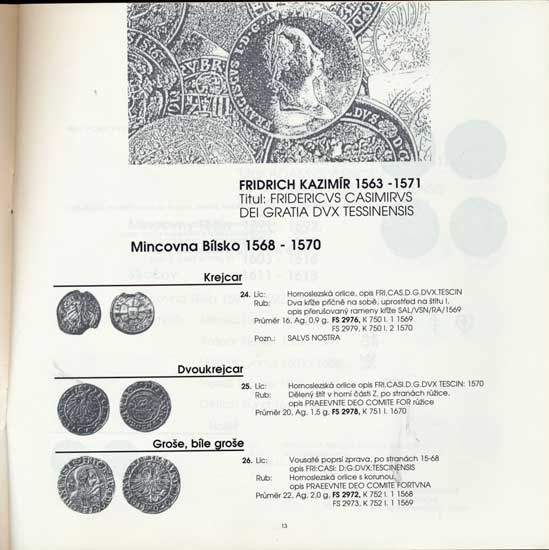 FRIDRICH KAZIMÍR 1563 -1571
Titul: FRIDERICVS CASIMIRVS
DEI GRATIA DVX TESSINENSIS
Mincovna Bílsko 1568 - 1570
Krejcar
24. Líc: Hornoslezská orlice, opis FRI.CAS.D.G.DVX.TESCIN
Rub: Dva kříže příčně na sobě, uprostřed na štítu I.
opis přerušovaný rameny kříže SAL/VSN/RA/1569
Průměr 16, Ag, 0,9 g. FS 2976, K 750 I. 1 1569
FS 2979, K 750 I. 2 1570
Pozn.: SALVS NOSTRA
Dvoukrejcar
25. Líc: Hornoslezská orlice opis FRI.CASI.D.G.DVX TESCIN: 1570
Rub: Dělený štít v horní části Z, po stranách růžice,
opis PRAEEVNTE DEO COMITE FOR růžice
Průměr 20, Ag, 1,5 g. FS 2978, K 751 I. 1670
Groše, bíle groše
26. Líc: Vousaté poprsí zprava, po stranách 15-68
opis FRI:CASI: D:G:DVX:TESCINENSIS
Rub: Hornoslezská orlice s korunou,
opis PRAEEVNTE DEO COMITE FORTVNA
Průměr 22, Ag, 2,0 g. FS 2972, K 752 I. 1 1568
FS 2973, K 752 I. 1 1569
13